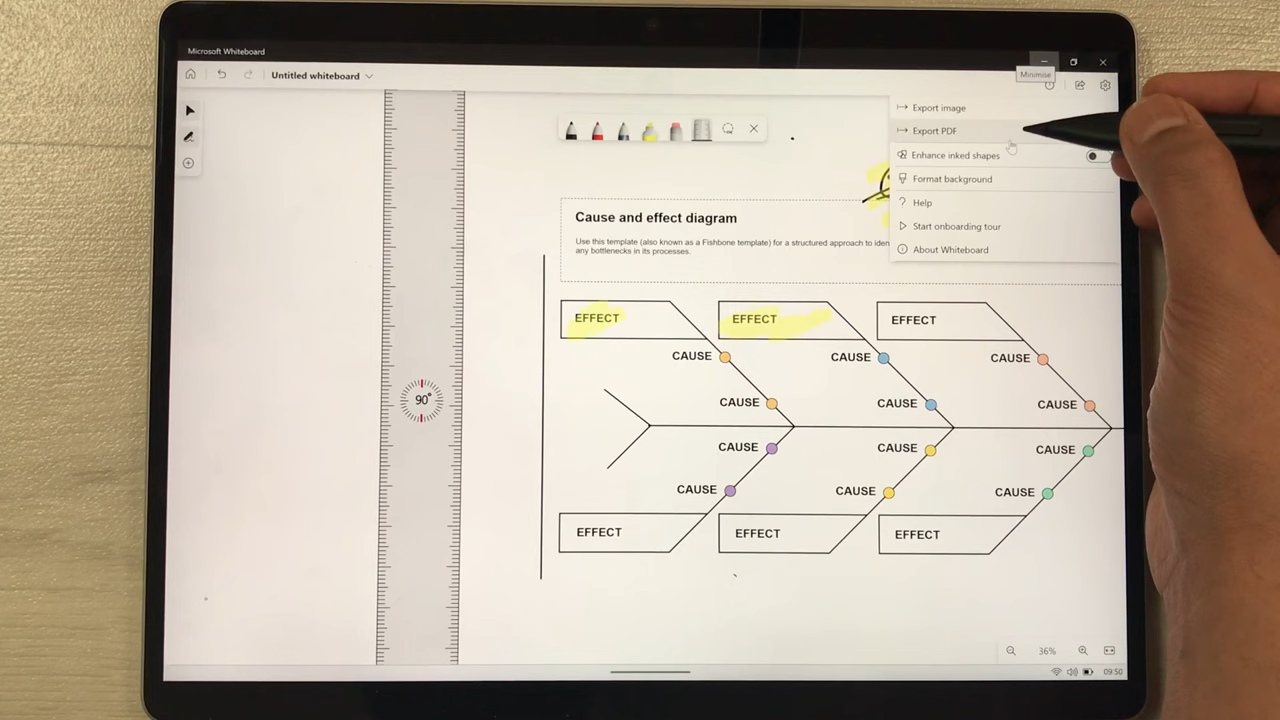 Microsoft Whiteboard
Untitled whiteboard
Minimise
Export image
Export PDF
Enhance inked shapes
Format background
? Help
Start onboarding tour
About Whiteboard
Cause and effect diagram
Use this template (also known as a Fishbone template) for a structured approach to iden
any bottlenecks in its processes.
EFFECT EFFECT EFFECT
CAUSE CAUSE CAUSE
90°
CAUSE CAUSE CAUSE
CAUSE CAUSE CAUSE
CAUSE CAUSE CAUSE
EFFECT EFFECT EFFECT
36%
09:50